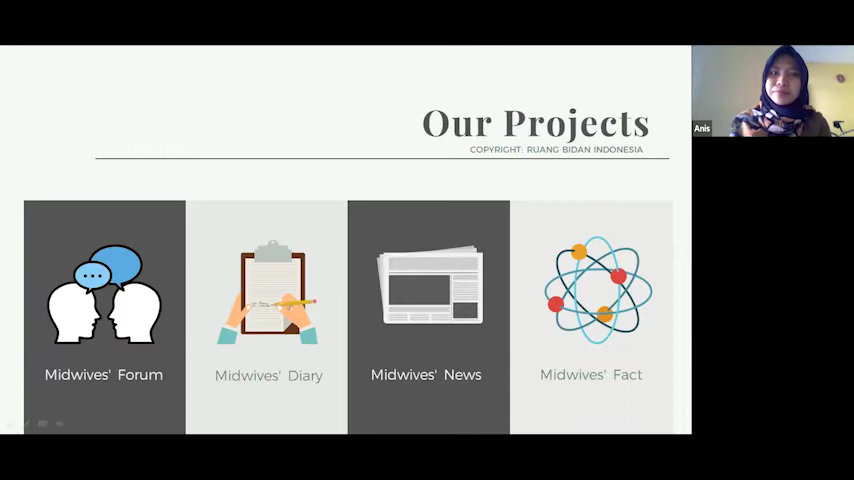 Our Projects
COPYRIGHT: RUANG BIDAN INDONESIA
Anis
Midwives' Forum
Midwives' Diary
Midwives' News
Midwives' Fact